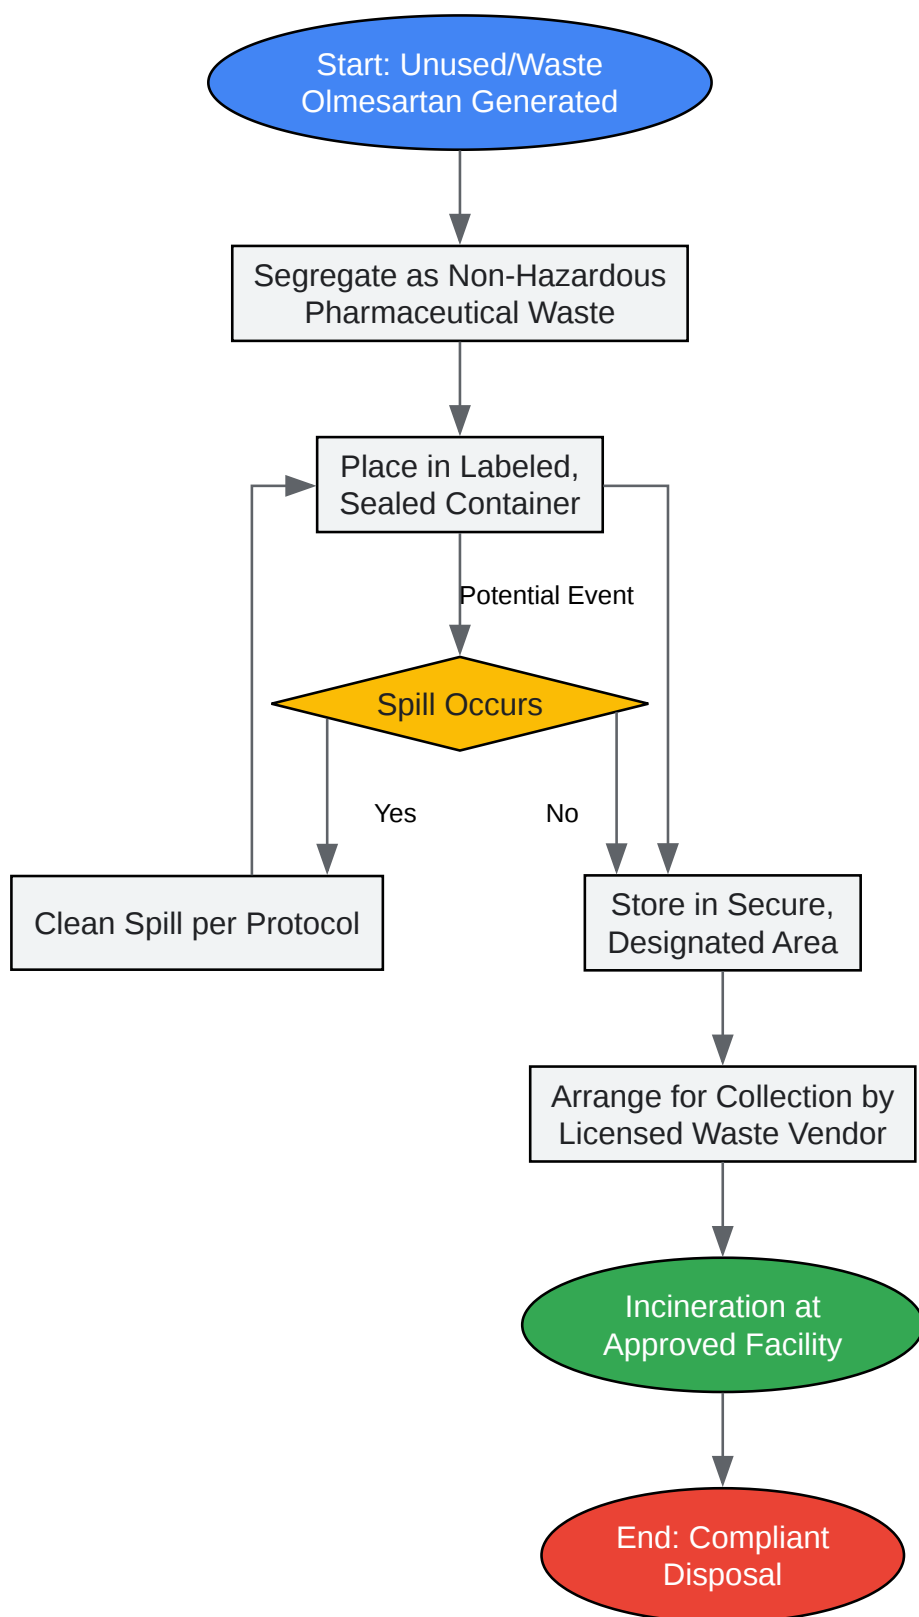 Start: Unused/Waste
Olmesartan Generated
Segregate as Non-Hazardous
Pharmaceutical Waste
Place in Labeled,
Sealed Container
Potential Event
Spill Occurs
Yes
No
Clean Spill per Protocol
Store in Secure,
Designated Area
Arrange for Collection by
Licensed Waste Vendor
Incineration at
Approved Facility
End: Compliant
Disposal